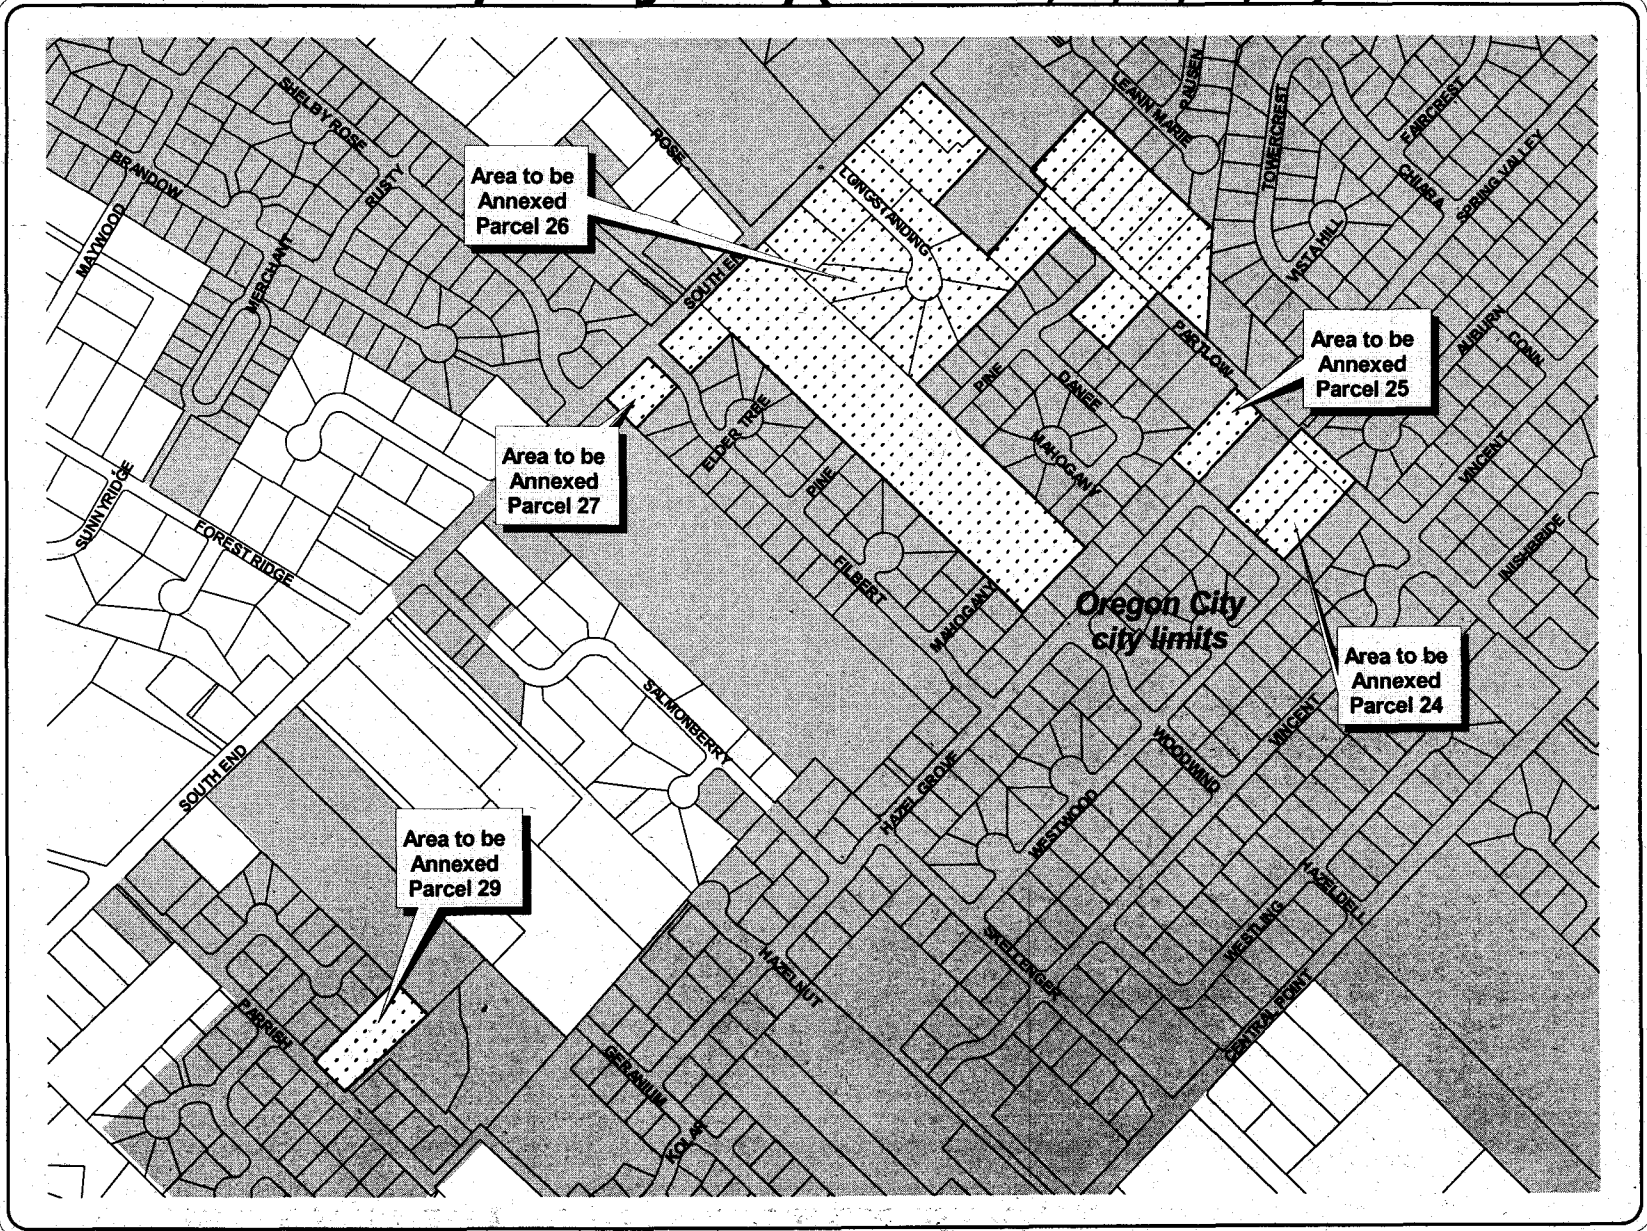 SHELBY ROSE
RUSTY
BRANDOW
MAYWOOD
MERCHANT
ROSE
Area to be
Annexed
Parcel 26
LONGSTANDING
SOUTH EN
LEANN MARIE
PAUSEN
TOWERCREST
FAIRCREST
CHIARA
SPRING VALLEY
VISTA HILL
AUBURN
CONN
PARTLOW
Area to be
Annexed
Parcel 25
PINE
DANEE
MAHOGANY
ELDER TREE
PINE
Area to be
Annexed
Parcel 27
VINCENT
INISHBRIDE
SUNNYRIDGE
FOREST RIDGE
FILBERT
MAHOGANY
Oregon City
city limits
Area to be
Annexed
Parcel 24
SALMONBERRY
SOUTH END
HAZEL GROVE
WOODWIND
VINCENT
WESTWOOD
Area to be
Annexed
Parcel 29
HAZELDELL
WESTLING
SKELLENGER
HAZELNUT
CENTRAL POINT
PARRISH
GERANIUM
KOLAR